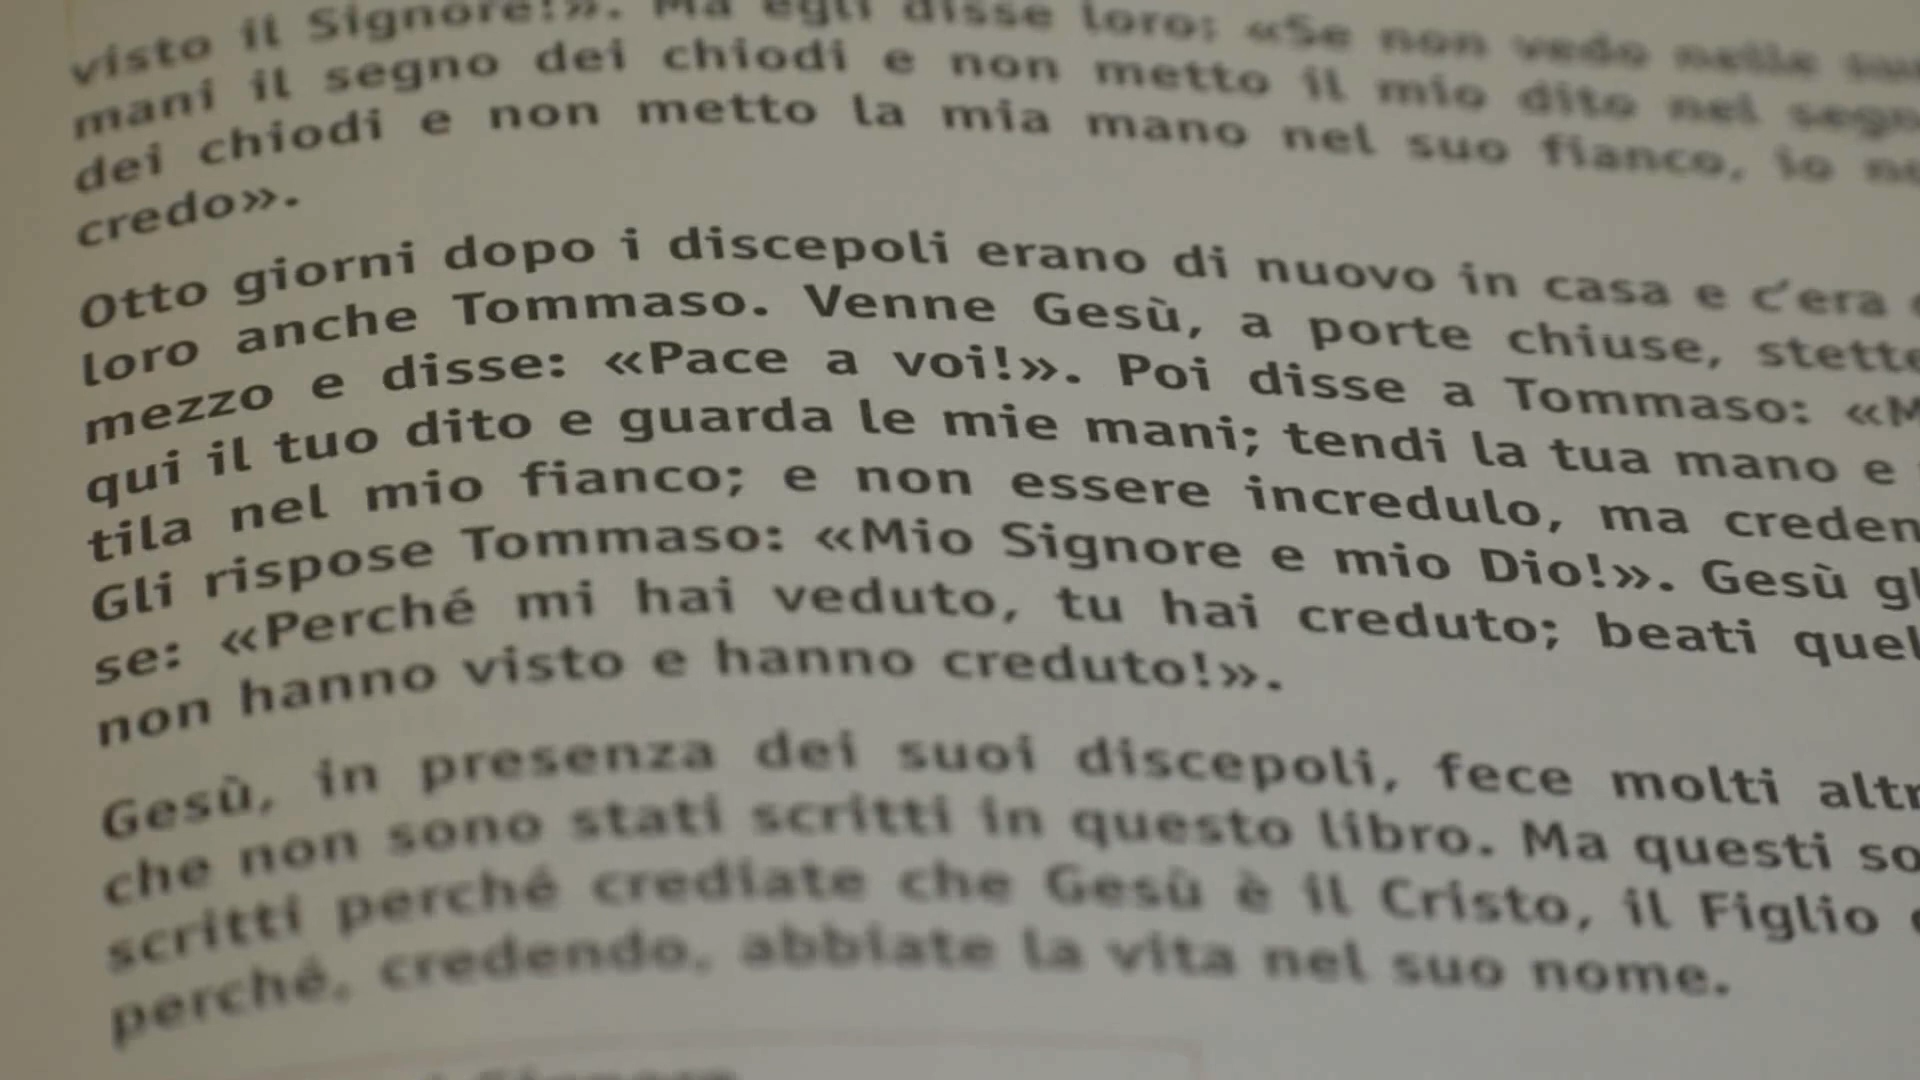 visto il Signore!». Ma egli disse loro: «Se non vedo nelle sue
mani il segno dei chiodi e non metto il mio dito nel segn
dei chiodi e non metto la mia mano nel suo fianco, io no
credo».
Otto giorni dopo i discepoli erano di nuovo in casa e c'era
loro anche Tommaso. Venne Gesù, a porte chiuse, stette
mezzo e disse: «Pace a voi!». Poi disse a Tommaso: «M
qui il tuo dito e guarda le mie mani; tendi la tua mano e
tila nel mio fianco; e non essere incredulo, ma creden
Gli rispose Tommaso: «Mio Signore e mio Dio!». Gesù gl
se: «Perché mi hai veduto, tu hai creduto; beati quel
non hanno visto e hanno creduto!».
Gesù, in presenza dei suoi discepoli, fece molti altr
che non sono stati scritti in questo libro. Ma questi so
scritti perché crediate che Gesù è il Cristo, il Figlio
perché, credendo, abbiate la vita nel suo nome.